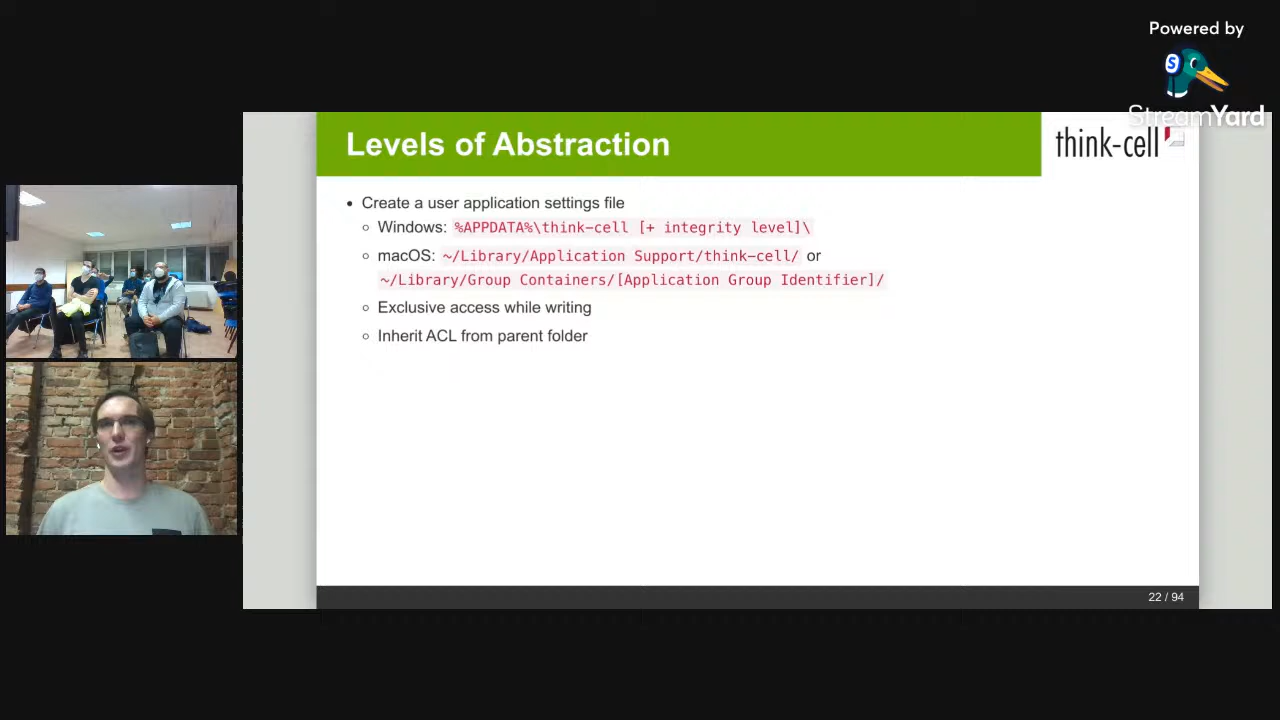 Powered by
S
StreamYard
Levels of Abstraction
think-cell
• Create a user application settings file
◦ Windows: %APPDATA%\think-cell [+ integrity level]\
◦ macOS: ~/Library/Application Support/think-cell/ or
~/Library/Group Containers/[Application Group Identifier]/
◦ Exclusive access while writing
◦ Inherit ACL from parent folder
22 / 94